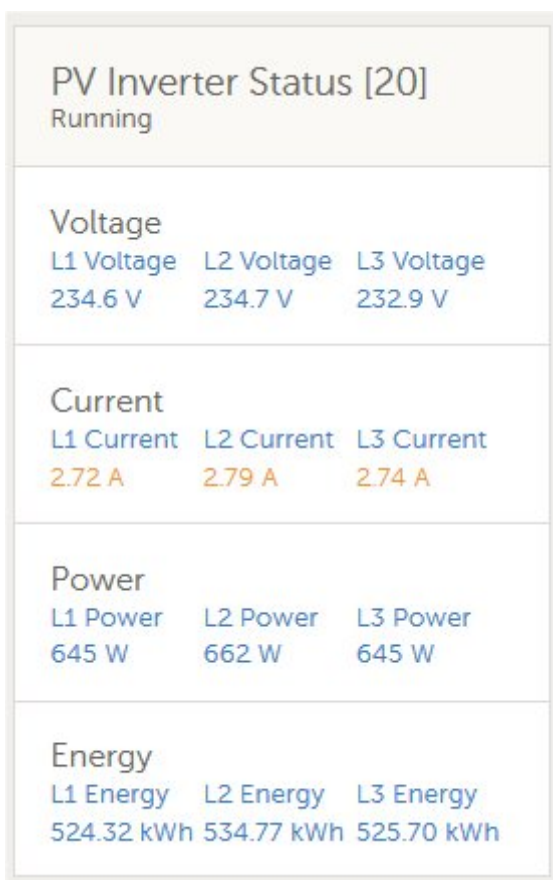 PV Inverter Status [20]
Running
Voltage
L1 Voltage L2 Voltage L3 Voltage
234.6 V 234.7 V 232.9 V
Current
L1 Current L2 Current L3 Current
2.72 A 2.79 A 2.74 A
Power
L1 Power L2 Power L3 Power
645 W 662 W 645 W
Energy
L1 Energy L2 Energy L3 Energy
524.32 kWh 534.77 kWh 525.70 kWh